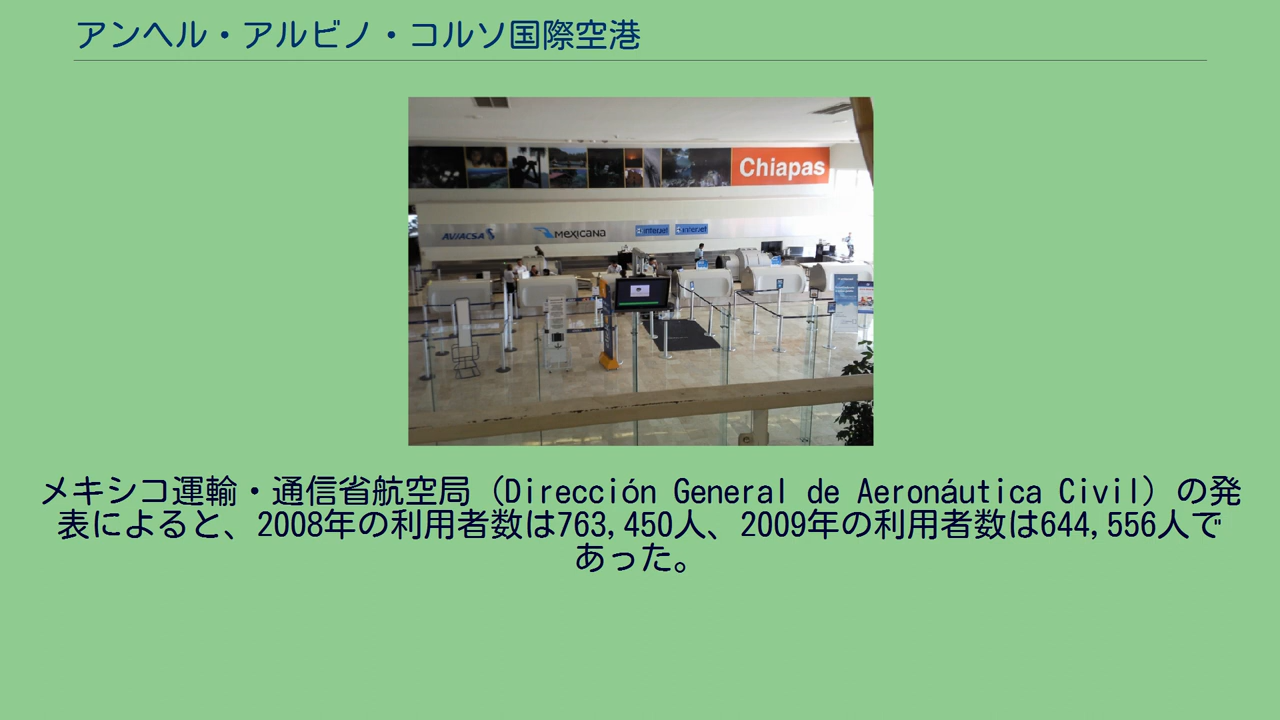 アンヘル・アルビノ・コルソ国際空港
Chiapas
AVIACSA
MEXICANA
interjet
interjet
メキシコ運輸・通信省航空局（Dirección General de Aeronáutica Civil）の発
表によると、2008年の利用者数は763,450人、2009年の利用者数は644,556人で
あった。